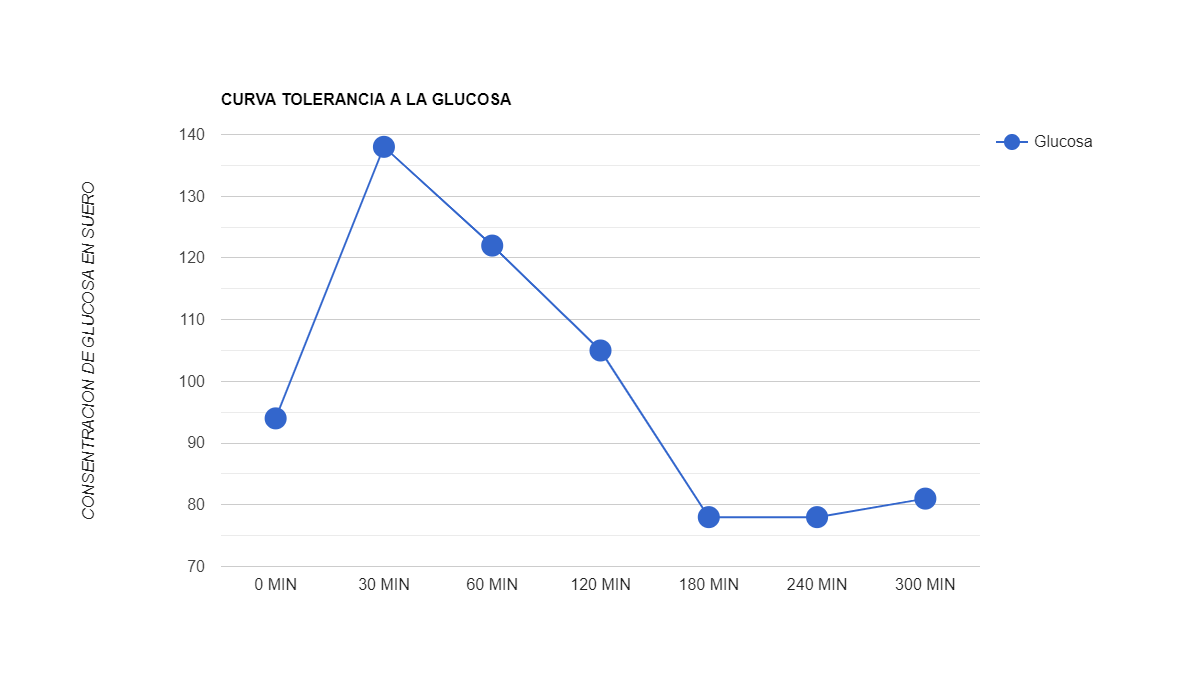 CURVA TOLERANCIA A LA GLUCOSA
Glucosa
CONSENTRACION DE GLUCOSA EN SUERO
140
130
120
110
100
90
80
70
0 MIN
30 MIN
60 MIN
120 MIN
180 MIN
240 MIN
300 MIN